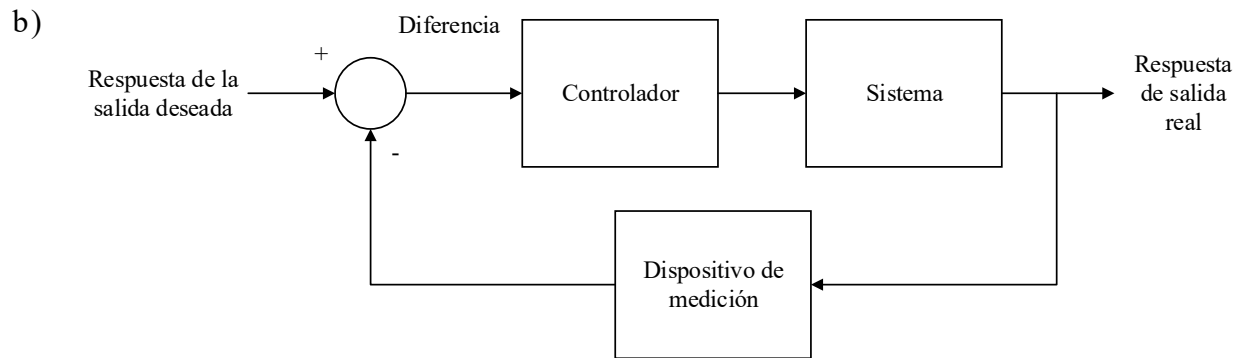 b)
Diferencia
+
Respuesta de la
salida deseada
Controlador
Sistema
Respuesta
de salida
real
-
Dispositivo de
medición